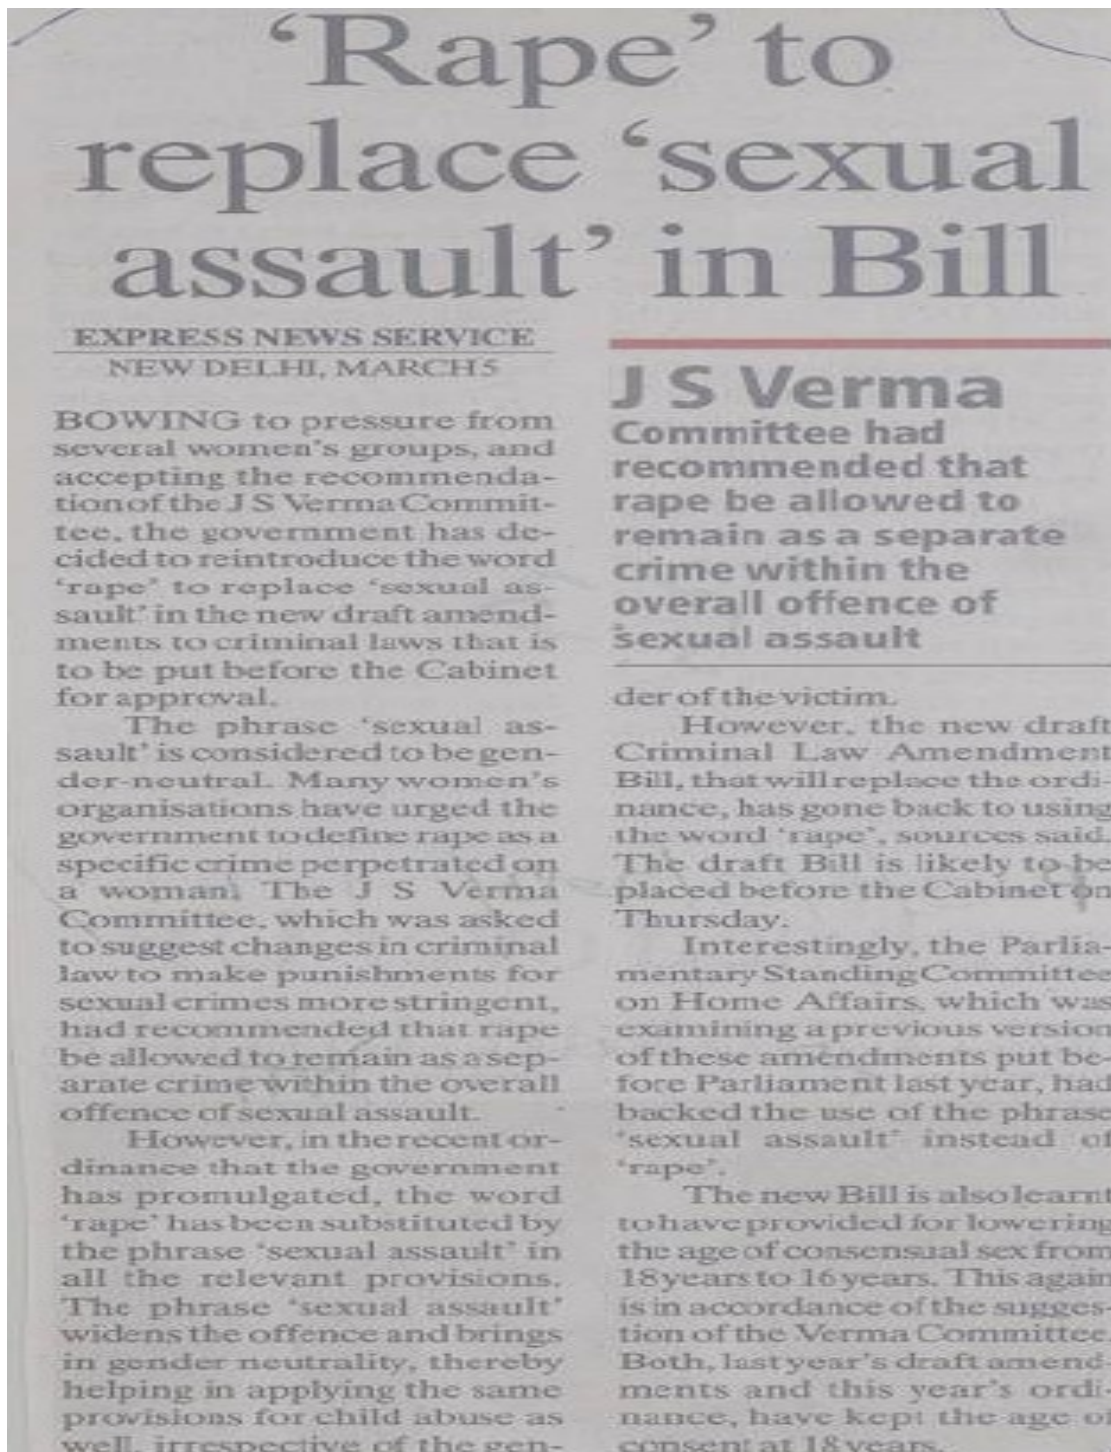 ‘Rape’ to
replace ‘sexual
assault’ in Bill
EXPRESS NEWS SERVICE
NEW DELHI, MARCH 5
BOWING to pressure from
several women's groups, and
accepting the recommenda-
tion of the J S Verma Commit-
tee, the government has de-
cided to reintroduce the word
‘rape’ to replace ‘sexual as-
sault’ in the new draft amend-
ments to criminal laws that is
to be put before the Cabinet
for approval.
The phrase ‘sexual as-
sault’ is considered to be gen-
der-neutral. Many women's
organisations have urged the
government to define rape as a
specific crime perpetrated on
a woman. The J S Verma
Committee, which was asked
to suggest changes in criminal
law to make punishments for
sexual crimes more stringent,
had recommended that rape
be allowed to remain as a sep-
arate crime within the overall
offence of sexual assault.
However, in the recent or-
dinance that the government
has promulgated, the word
‘rape’ has been substituted by
the phrase ‘sexual assault’ in
all the relevant provisions.
The phrase ‘sexual assault’
widens the offence and brings
in gender neutrality, thereby
helping in applying the same
provisions for child abuse as
well, irrespective of the gen-
J S Verma
Committee had
recommended that
rape be allowed to
remain as a separate
crime within the
overall offence of
sexual assault
der of the victim.
However, the new draft
Criminal Law Amendment
Bill, that will replace the ordi-
nance, has gone back to using
the word ‘rape’, sources said.
The draft Bill is likely to be
placed before the Cabinet on
Thursday.
Interestingly, the Parlia-
mentary Standing Committee
on Home Affairs, which was
examining a previous version
of these amendments put be-
fore Parliament last year, had
backed the use of the phrase
‘sexual assault’ instead of
‘rape’.
The new Bill is also learnt
to have provided for lowering
the age of consensual sex from
18 years to 16 years. This again
is in accordance of the sugges-
tion of the Verma Committee.
Both, last year's draft amend-
ments and this year's ordi-
nance, have kept the age of
consent at 18 years.